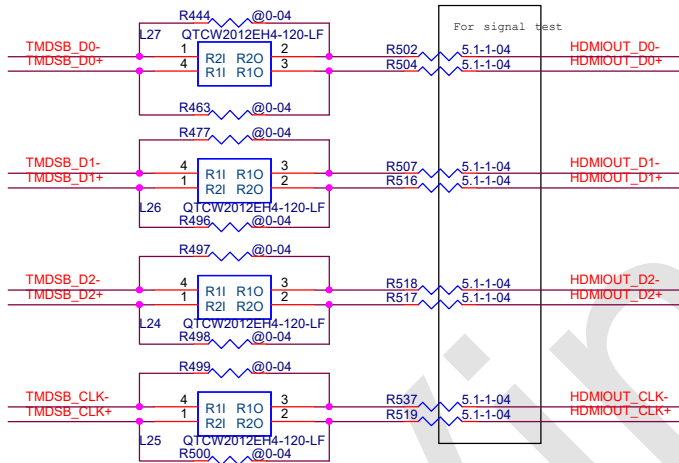 R444 @0-04
For signal test
L27 QTCW2012EH4-120-LF
TMDSB_D0- 1 R2I R2O 2 R502 5.1-1-04 HDMIOUT_D0-
TMDSB_D0+ 4 R1I R1O 3 R504 5.1-1-04 HDMIOUT_D0+
R463 @0-04
R477 @0-04
TMDSB_D1- 4 R1I R1O 3 R507 5.1-1-04 HDMIOUT_D1-
TMDSB_D1+ 1 R2I R2O 2 R516 5.1-1-04 HDMIOUT_D1+
L26 QTCW2012EH4-120-LF
R496 @0-04
R497 @0-04
TMDSB_D2- 4 R1I R1O 3 R518 5.1-1-04 HDMIOUT_D2-
TMDSB_D2+ 1 R2I R2O 2 R517 5.1-1-04 HDMIOUT_D2+
L24 QTCW2012EH4-120-LF
R498 @0-04
R499 @0-04
TMDSB_CLK- 4 R1I R1O 3 R537 5.1-1-04 HDMIOUT_CLK-
TMDSB_CLK+ 1 R2I R2O 2 R519 5.1-1-04 HDMIOUT_CLK+
L25 QTCW2012EH4-120-LF
R500 @0-04